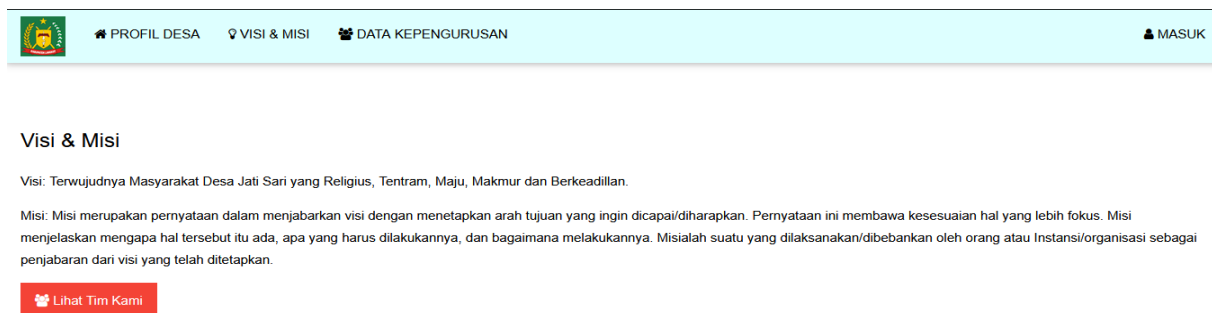 PROFIL DESA VISI & MISI DATA KEPENGURUSAN MASUK
Visi & Misi
Visi: Terwujudnya Masyarakat Desa Jati Sari yang Religius, Tentram, Maju, Makmur dan Berkeadillan.
Misi: Misi merupakan pernyataan dalam menjabarkan visi dengan menetapkan arah tujuan yang ingin dicapai/diharapkan. Pernyataan ini membawa kesesuaian hal yang lebih fokus. Misi
menjelaskan mengapa hal tersebut itu ada, apa yang harus dilakukannya, dan bagaimana melakukannya. Misialah suatu yang dilaksanakan/dibebankan oleh orang atau Instansi/organisasi sebagai
penjabaran dari visi yang telah ditetapkan.
Lihat Tim Kami